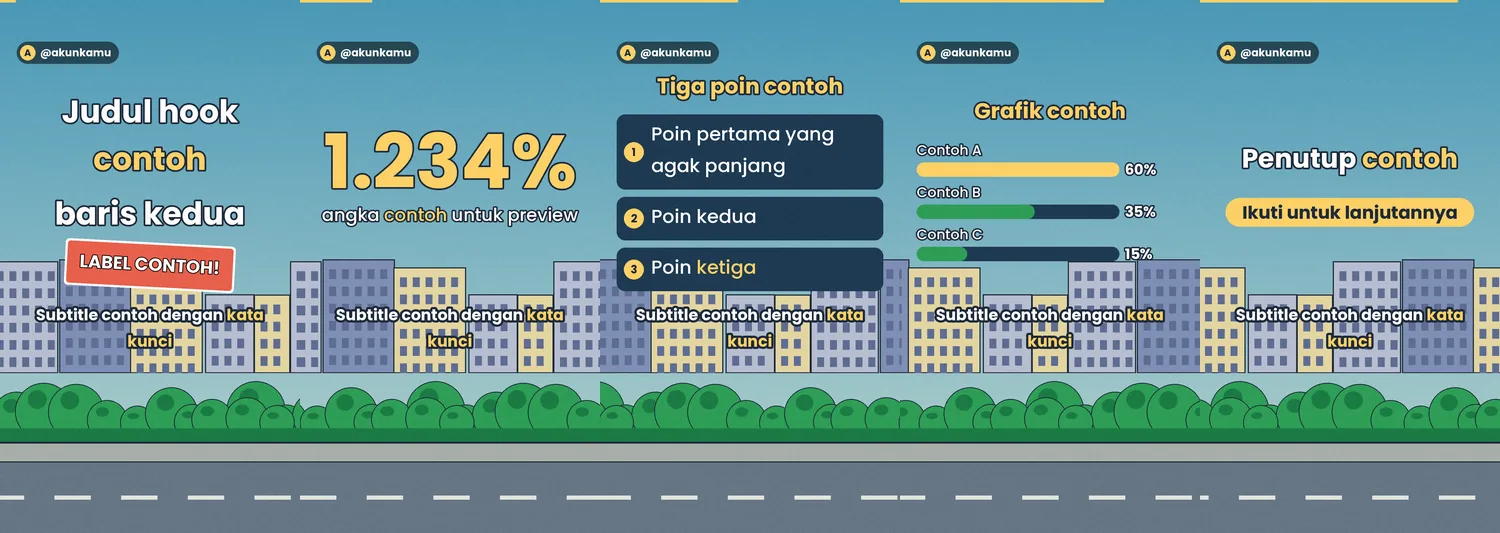 A @akunkamu
Judul hook
contoh
baris kedua
LABEL CONTOH!
Subtitle contoh dengan kata
kunci
A @akunkamu
1.234%
angka contoh untuk preview
Subtitle contoh dengan kata
kunci
A @akunkamu
Tiga poin contoh
1 Poin pertama yang
agak panjang
2 Poin kedua
3 Poin ketiga
Subtitle contoh dengan kata
kunci
A @akunkamu
Grafik contoh
Contoh A
60%
Contoh B
35%
Contoh C
15%
Subtitle contoh dengan kata
kunci
A @akunkamu
Penutup contoh
Ikuti untuk lanjutannya
Subtitle contoh dengan kata
kunci